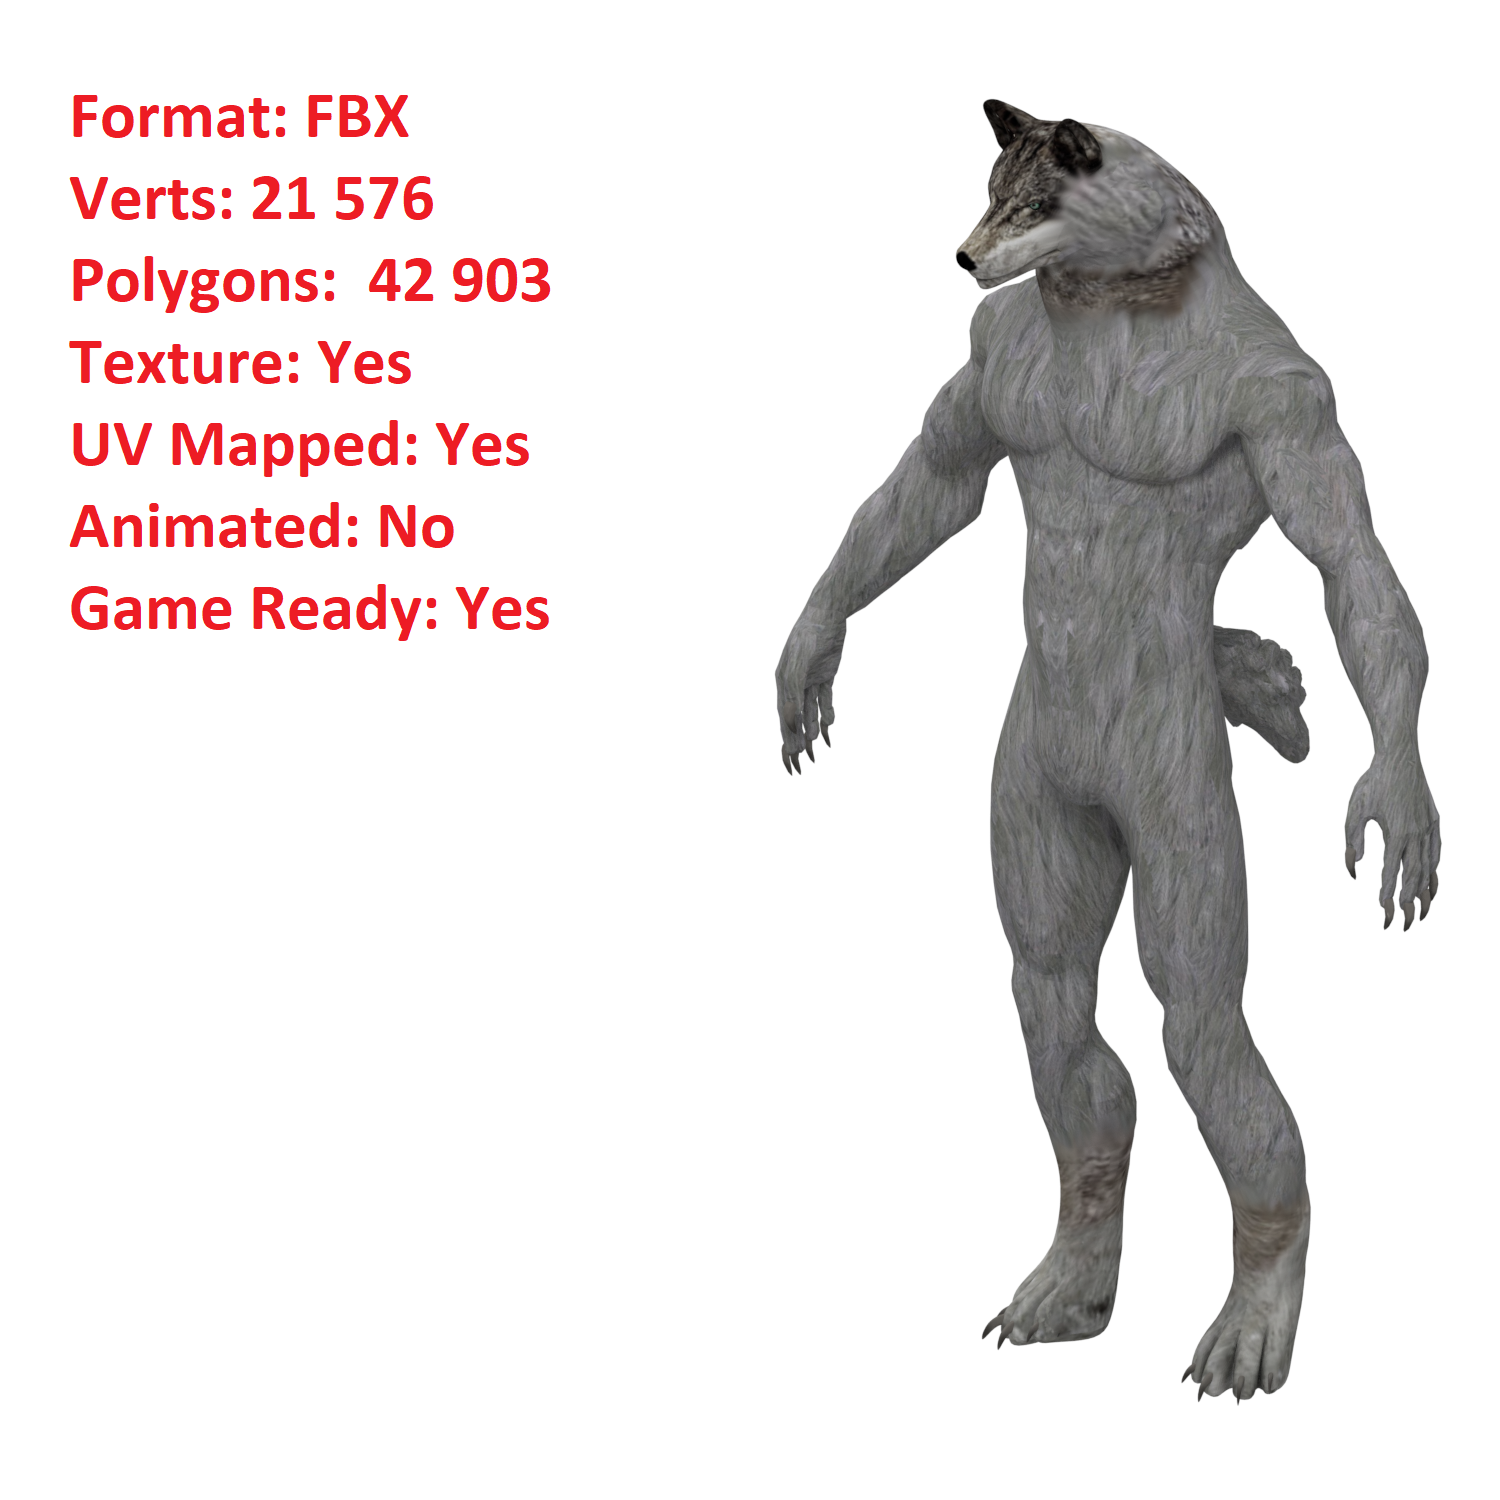 Format: FBX
Verts: 21 576
Polygons:  42 903
Texture: Yes
UV Mapped: Yes
Animated: No
Game Ready: Yes